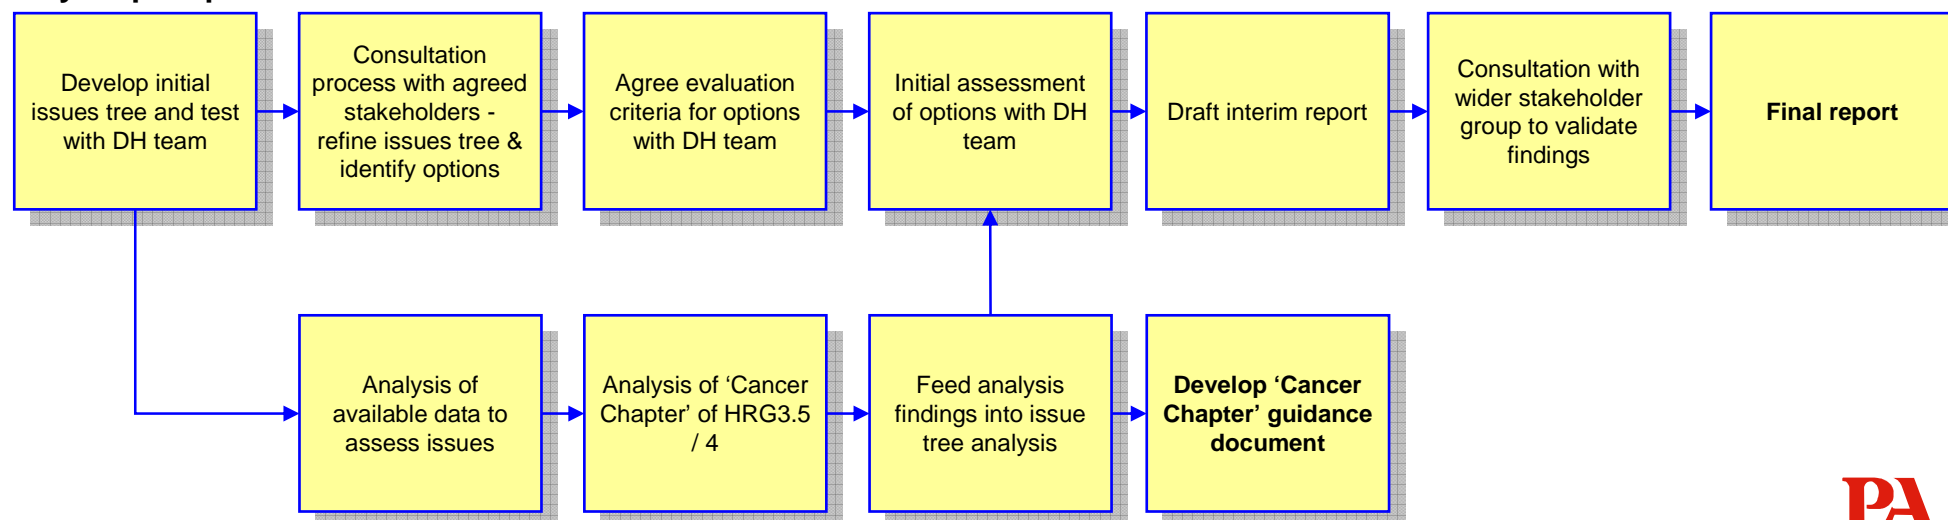 Develop initial
issues tree and test
with DH team
Consultation
process with agreed
stakeholders -
refine issues tree &
identify options
Agree evaluation
criteria for options
with DH team
Initial assessment
of options with DH
team
Draft interim report
Consultation with
wider stakeholder
group to validate
findings
Final report
Analysis of
available data to
assess issues
Analysis of ‘Cancer
Chapter’ of HRG3.5
/ 4
Feed analysis
findings into issue
tree analysis
Develop ‘Cancer
Chapter’ guidance
document
PA